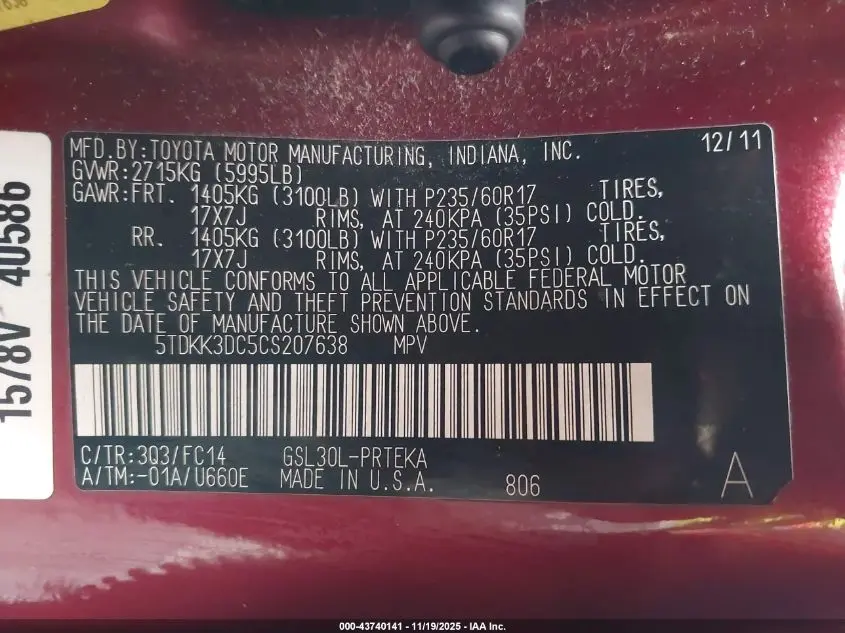 MFD.BY:TOYOTA MOTOR MANUFACTURING, INDIANA, INC. 12/11
GVWR:2715KG (5995LB)
GAWR:FRT. 1405KG (3100LB) WITH P235/60R17 TIRES,
17X7J RIMS, AT 240KPA (35PSI) COLD.
RR. 1405KG (3100LB) WITH P235/60R17 TIRES,
17X7J RIMS, AT 240KPA (35PSI) COLD.
THIS VEHICLE CONFORMS TO ALL APPLICABLE FEDERAL MOTOR
VEHICLE SAFETY AND THEFT PREVENTION STANDARDS IN EFFECT ON
THE DATE OF MANUFACTURE SHOWN ABOVE.
5TDKK3DC5CS207638 MPV
C/TR:3Q3/FC14 GSL30L-PRTEKA
A/TM:-01A/U660E MADE IN U.S.A. 806 A
1578V 40586
000-43740141 - 11/19/2025 - IAA Inc.